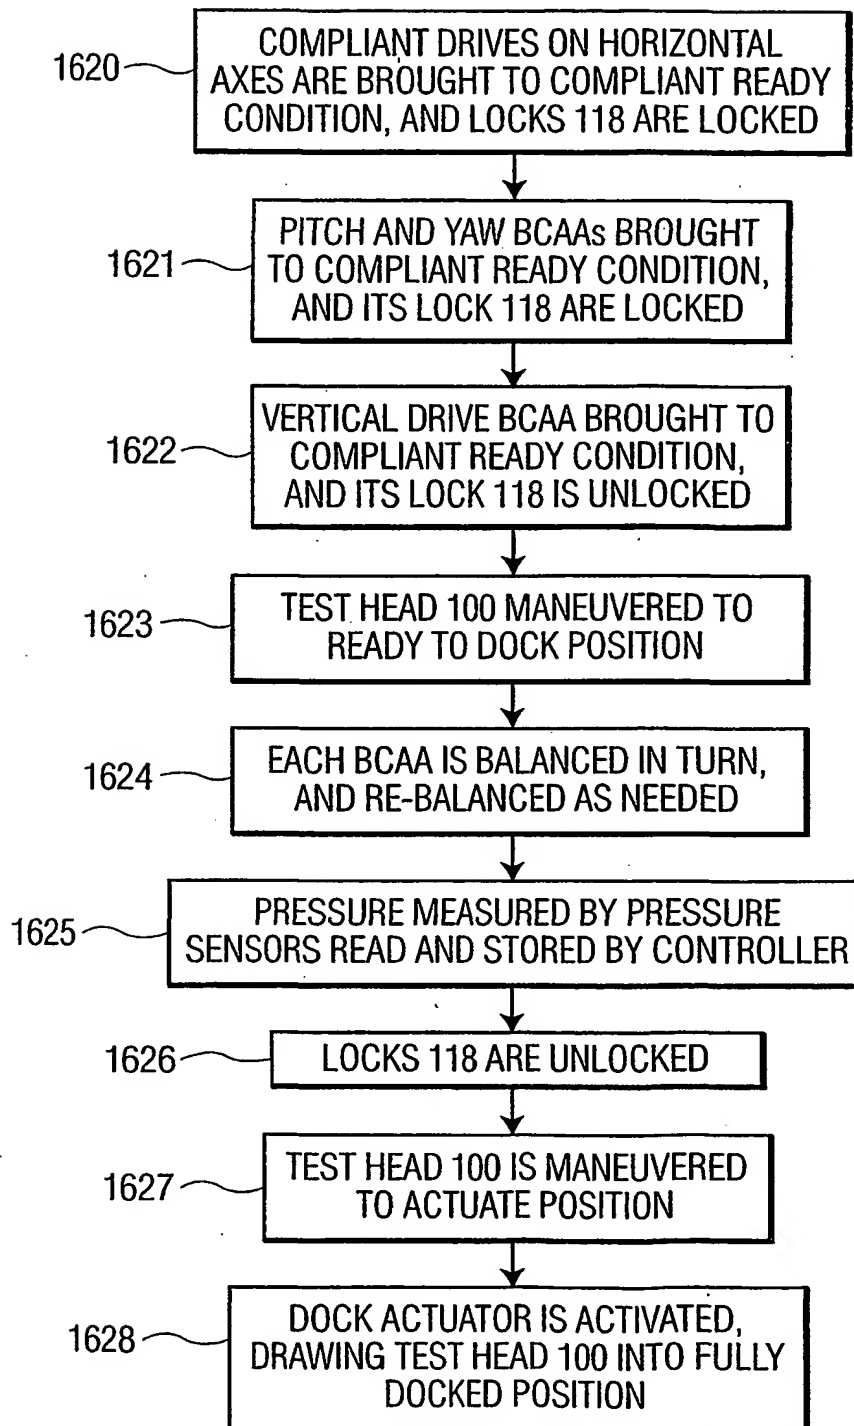 1620
COMPLIANT DRIVES ON HORIZONTAL
AXES ARE BROUGHT TO COMPLIANT READY
CONDITION, AND LOCKS 118 ARE LOCKED
1621
PITCH AND YAW BCAAs BROUGHT
TO COMPLIANT READY CONDITION,
AND ITS LOCK 118 ARE LOCKED
1622
VERTICAL DRIVE BCAA BROUGHT TO
COMPLIANT READY CONDITION,
AND ITS LOCK 118 IS UNLOCKED
1623
TEST HEAD 100 MANEUVERED TO
READY TO DOCK POSITION
1624
EACH BCAA IS BALANCED IN TURN,
AND RE-BALANCED AS NEEDED
1625
PRESSURE MEASURED BY PRESSURE
SENSORS READ AND STORED BY CONTROLLER
1626
LOCKS 118 ARE UNLOCKED
1627
TEST HEAD 100 IS MANEUVERED
TO ACTUATE POSITION
1628
DOCK ACTUATOR IS ACTIVATED,
DRAWING TEST HEAD 100 INTO FULLY
DOCKED POSITION